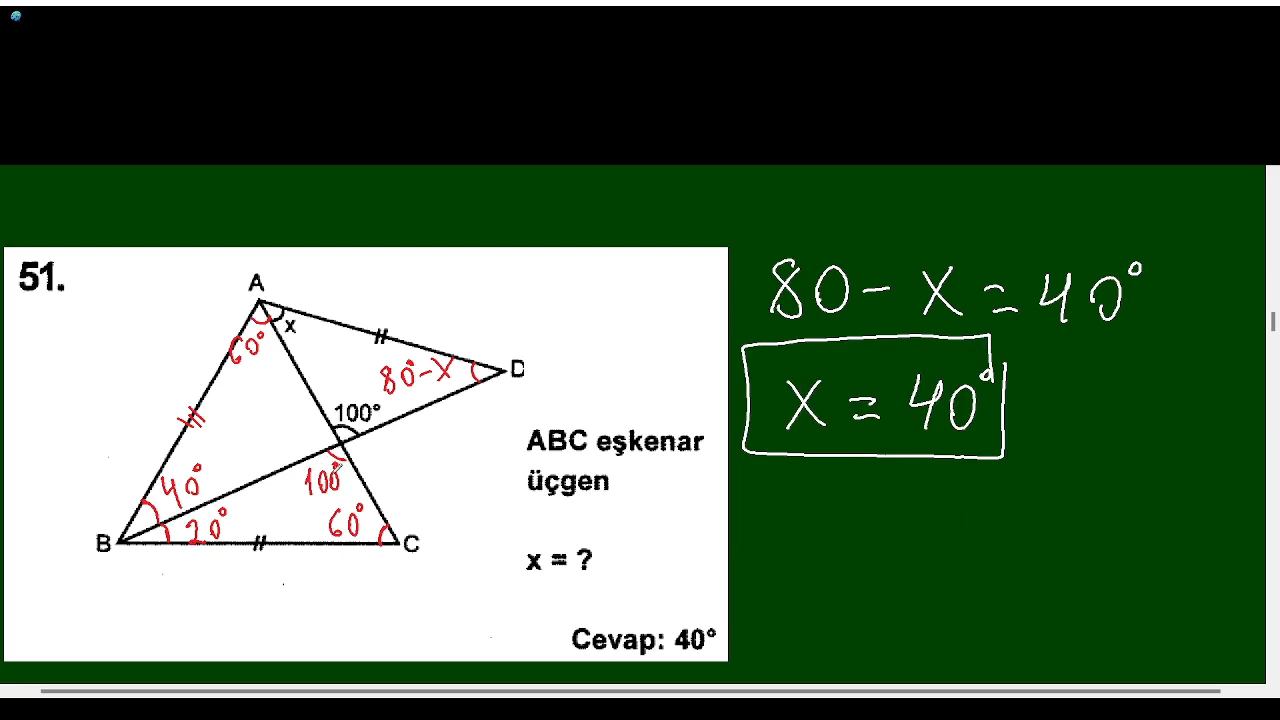 51.
A
x
60°
D
80°-X
100°
40°
100°
20°
60°
B
C
ABC eşkenar
üçgen
x = ?
Cevap: 40°
80 - X = 40°
X = 40°